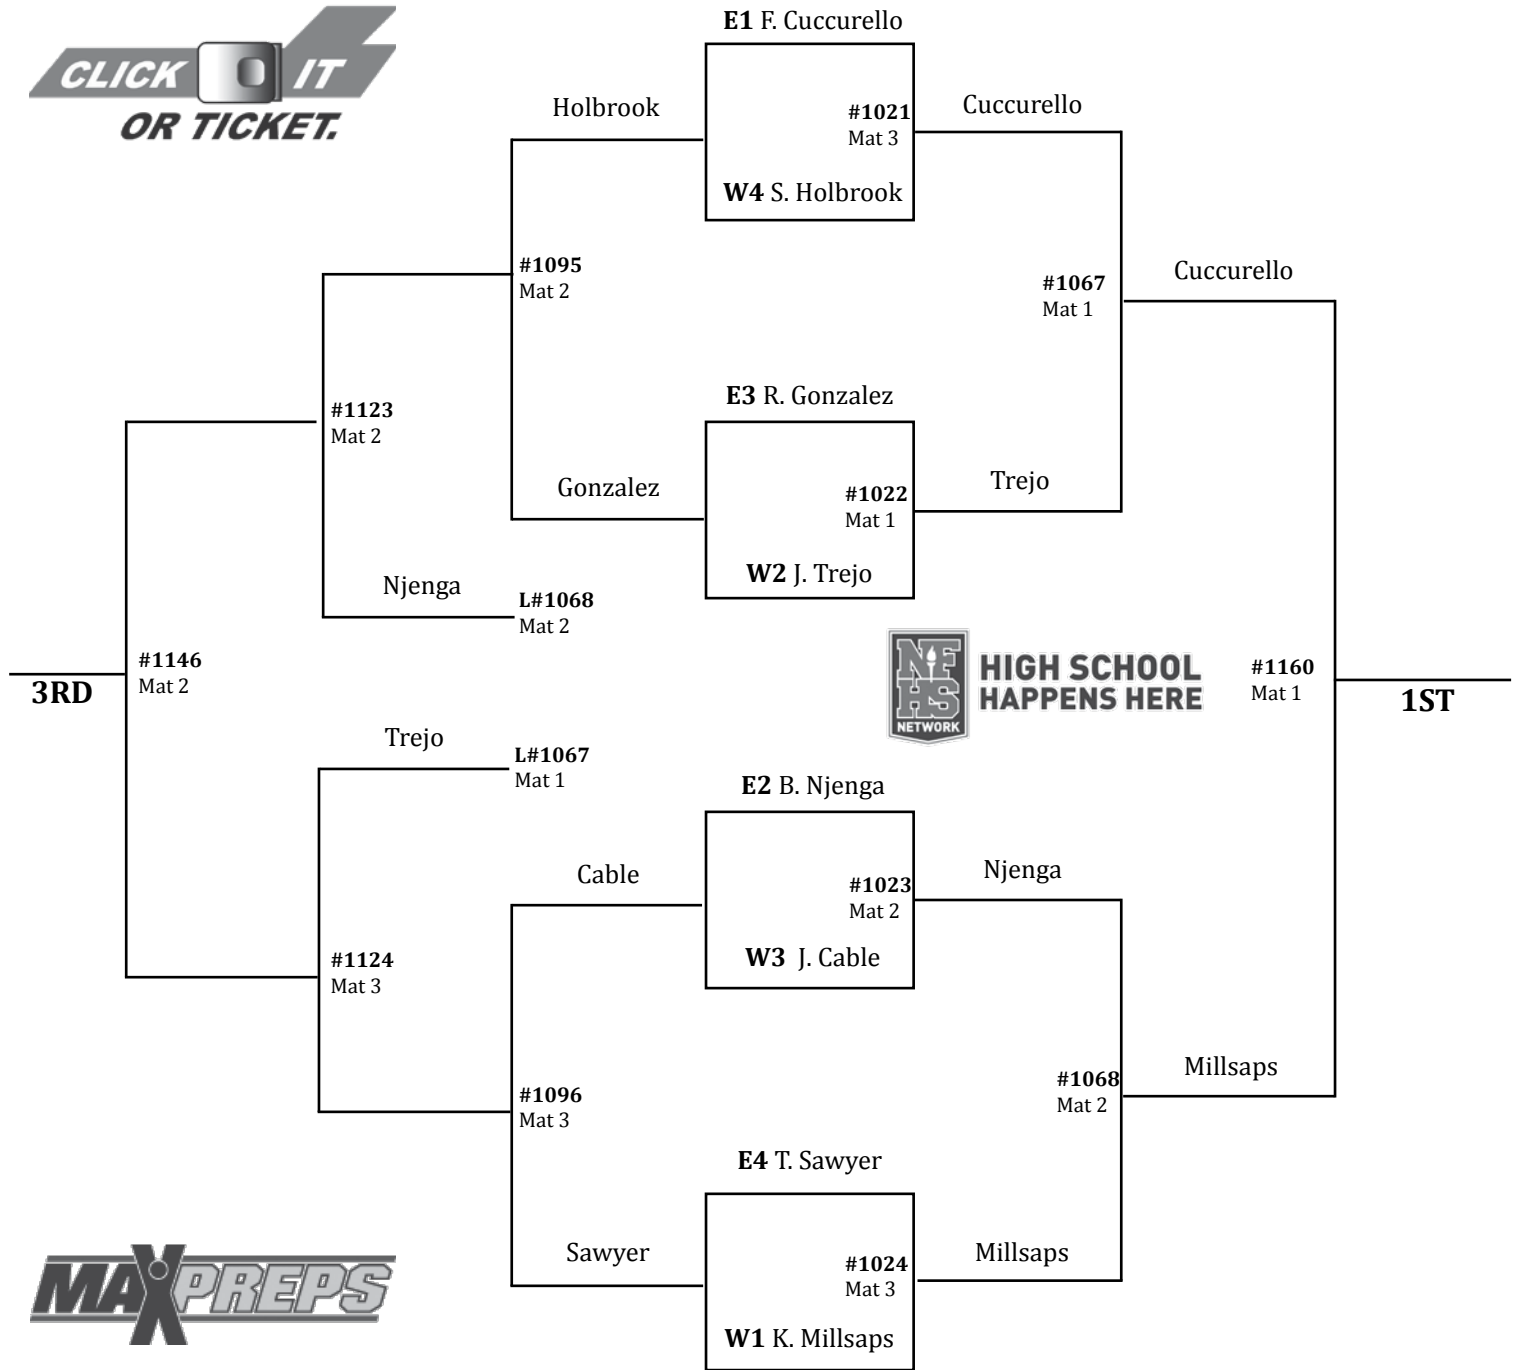 CLICK IT
OR TICKET.
E1 F. Cuccurello
Holbrook
#1021
Mat 3
Cuccurello
W4 S. Holbrook
#1095
Mat 2
#1067
Mat 1
Cuccurello
E3 R. Gonzalez
#1123
Mat 2
Gonzalez
#1022
Mat 1
Trejo
W2 J. Trejo
Njenga
L#1068
Mat 2
#1146
Mat 2
3RD
NFHS
NETWORK
HIGH SCHOOL
HAPPENS HERE
#1160
Mat 1
1ST
Trejo
L#1067
Mat 1
E2 B. Njenga
Cable
#1023
Mat 2
Njenga
W3 J. Cable
#1124
Mat 3
#1096
Mat 3
#1068
Mat 2
Millsaps
E4 T. Sawyer
Sawyer
#1024
Mat 3
Millsaps
W1 K. Millsaps
MAXPREPS